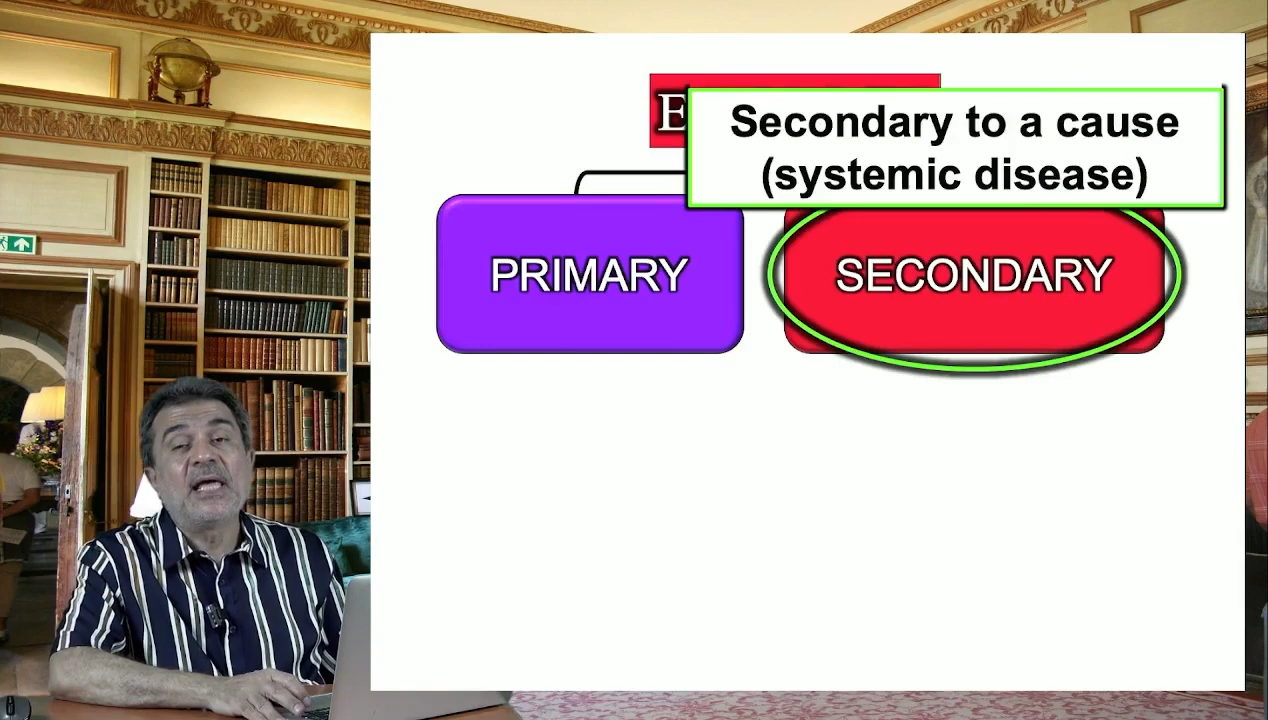 E
Secondary to a cause
(systemic disease)
PRIMARY
SECONDARY